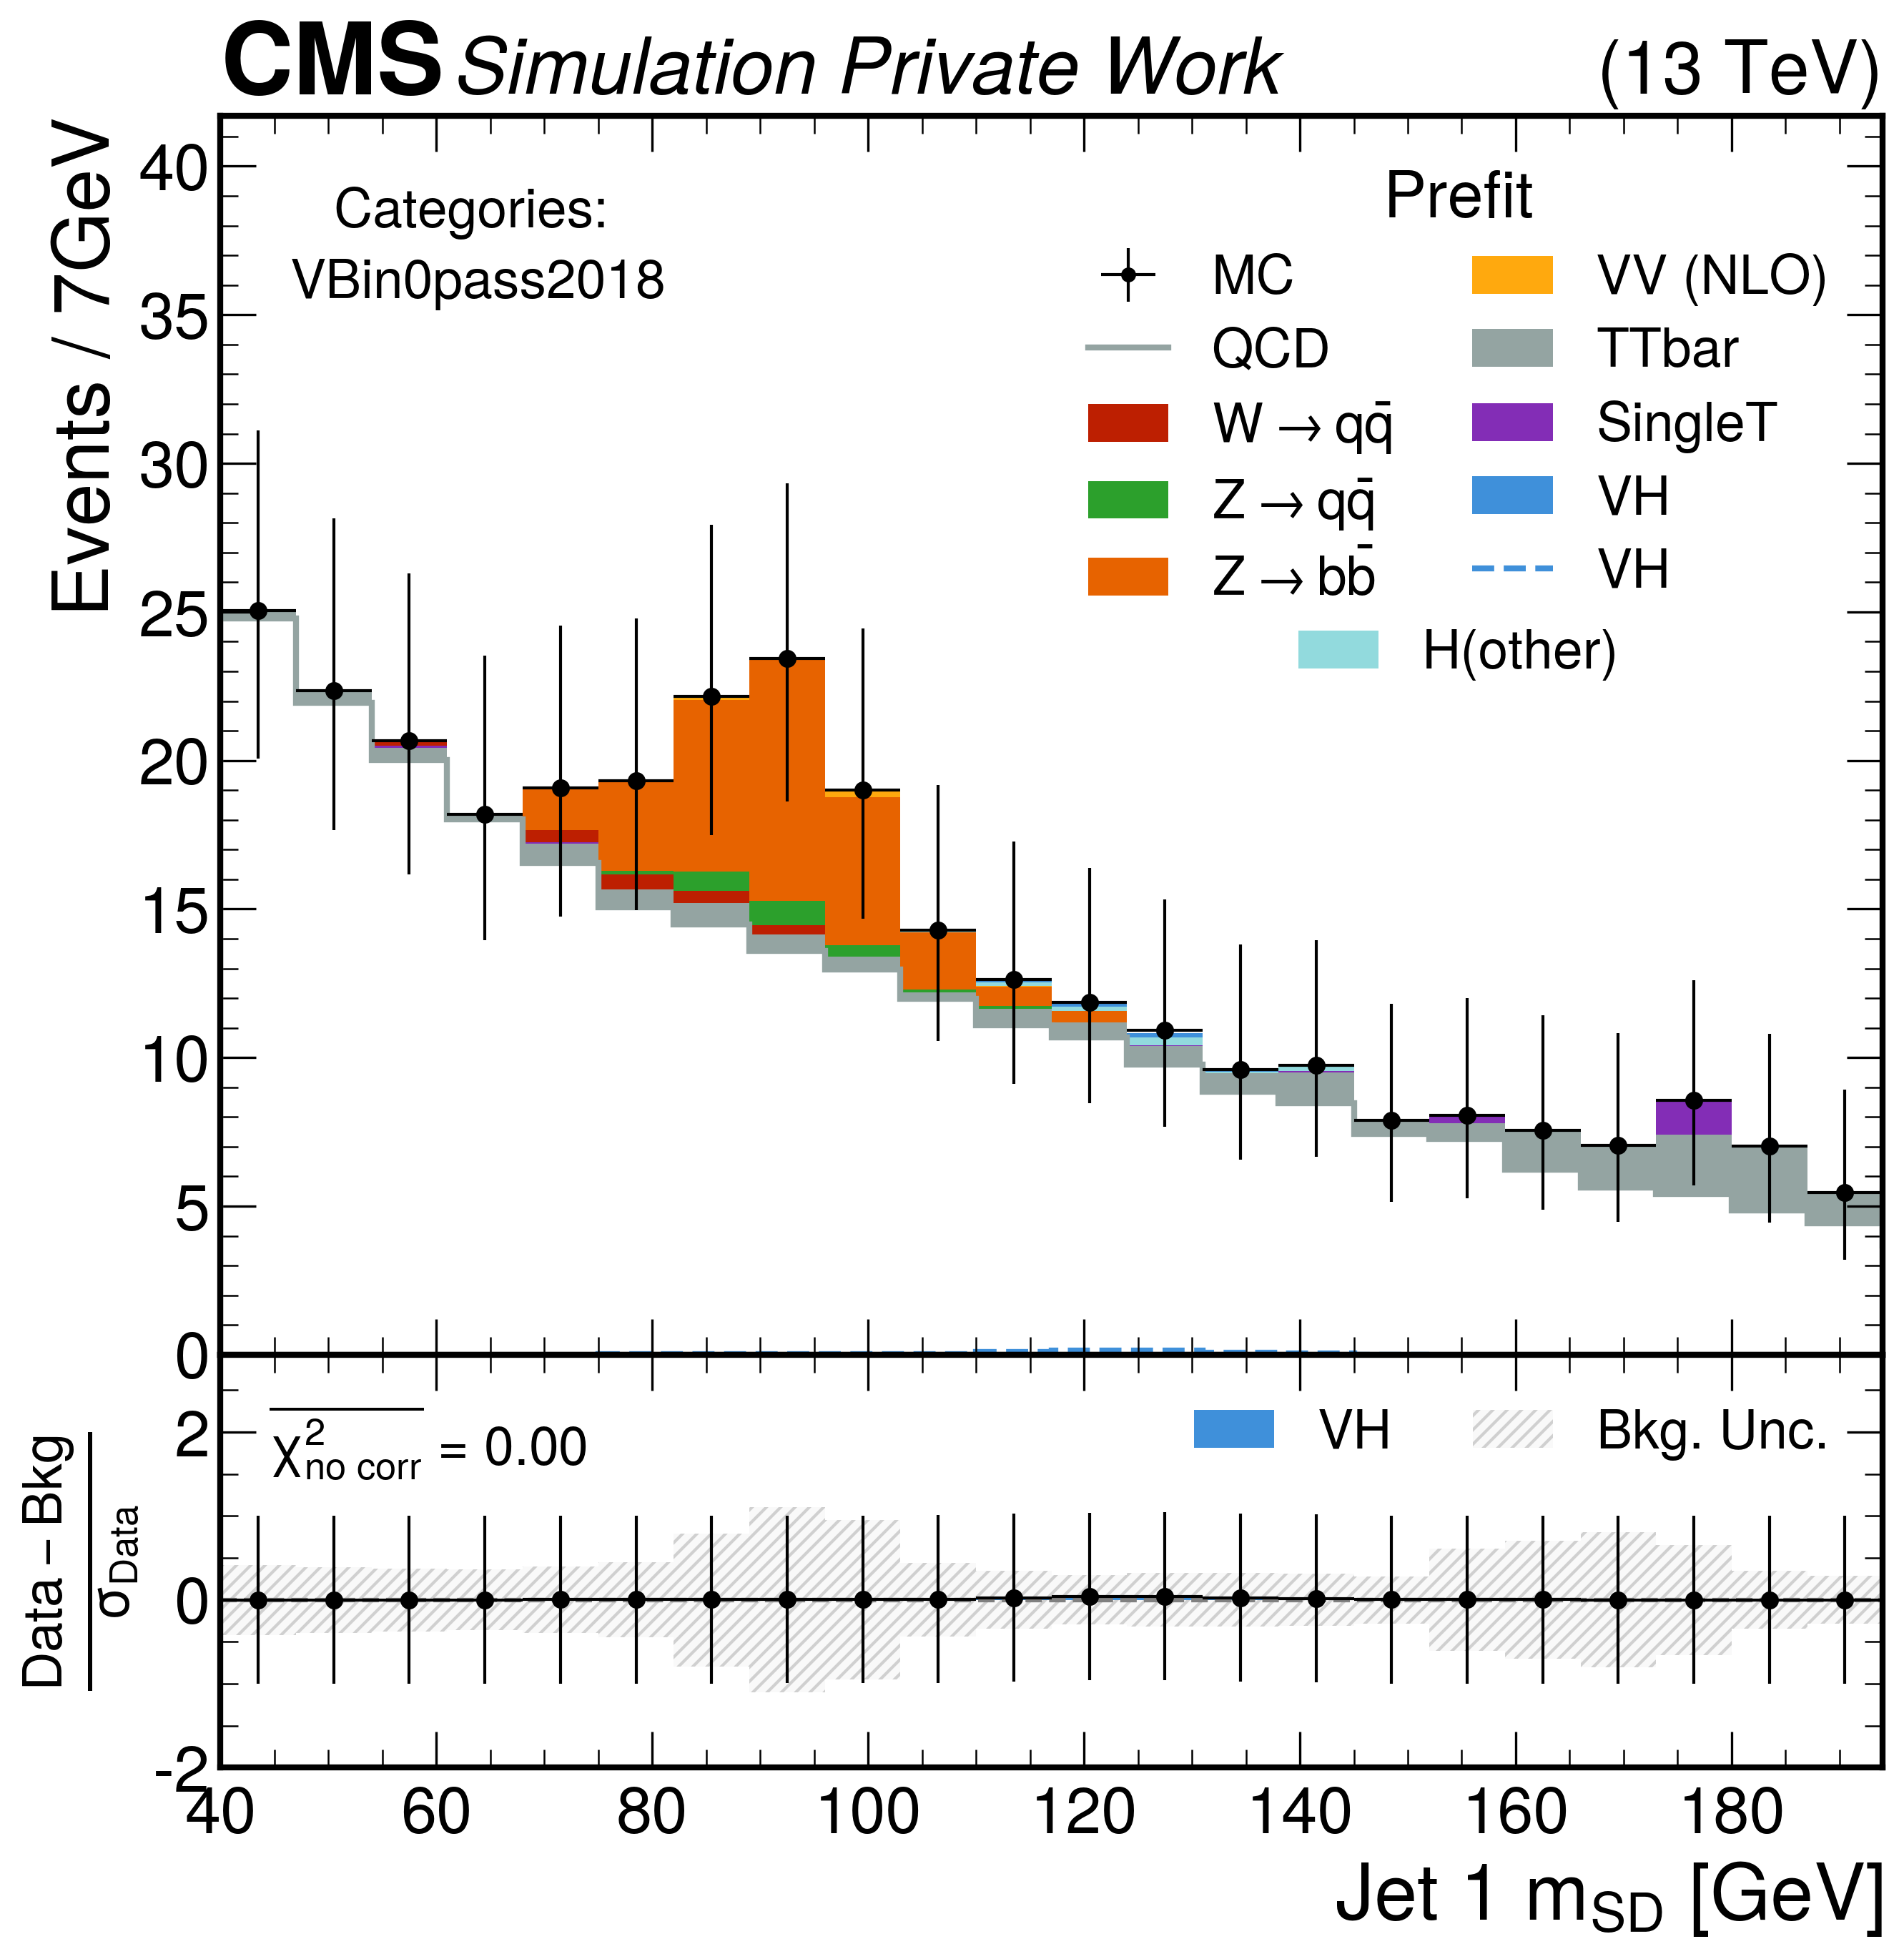 CMS Simulation Private Work (13 TeV)
Events / 7GeV
40
35
30
25
20
15
10
5
0
Categories:
VBin0pass2018
Prefit
MC
QCD
W → qq̄
Z → qq̄
Z → bb̄
VV (NLO)
TTbar
SingleT
VH
VH
H(other)
Data – Bkg
σData
2
0
-2
χ²no corr = 0.00
VH
Bkg. Unc.
40 60 80 100 120 140 160 180
Jet 1 mSD [GeV]